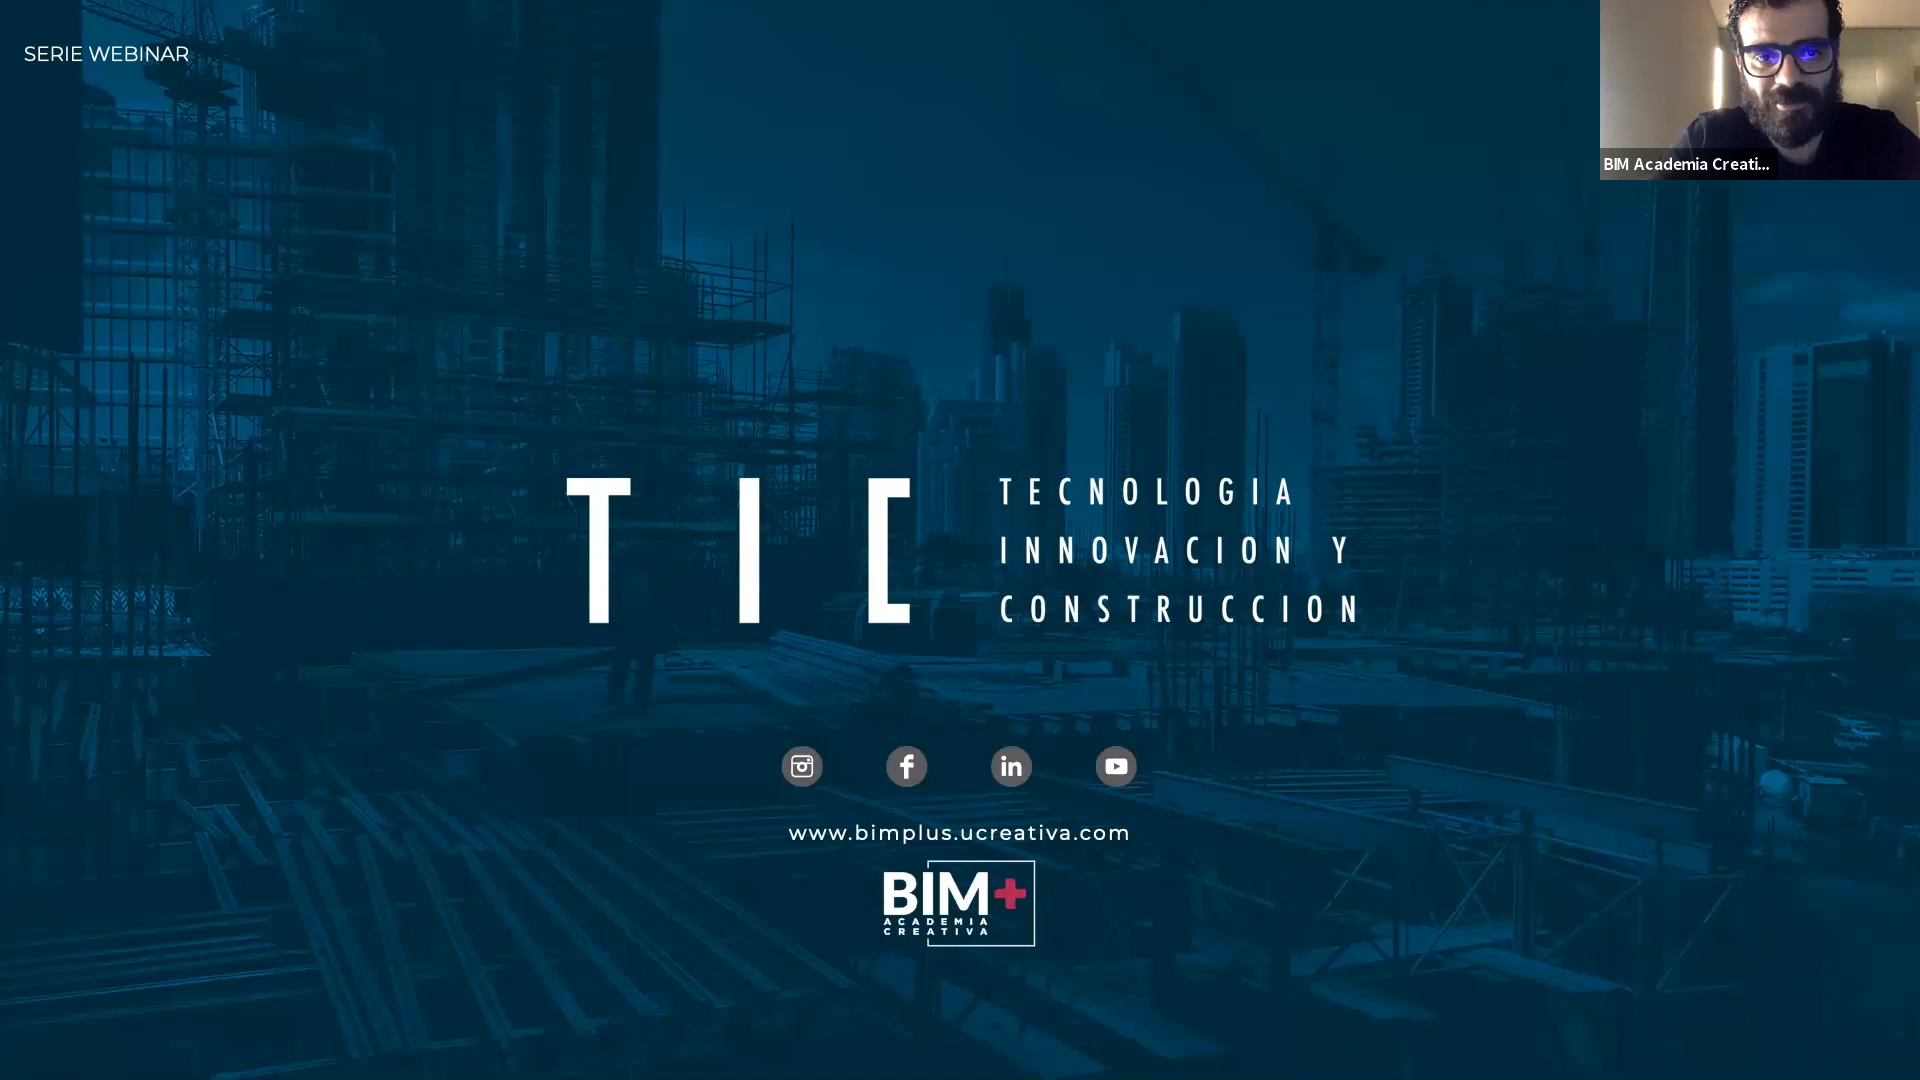 SERIE WEBINAR
BIM Academia Creati...
T I C
TECNOLOGIA
INNOVACION Y
CONSTRUCCION
www.bimplus.ucreativa.com
BIM+
ACADEMIA
CREATIVA